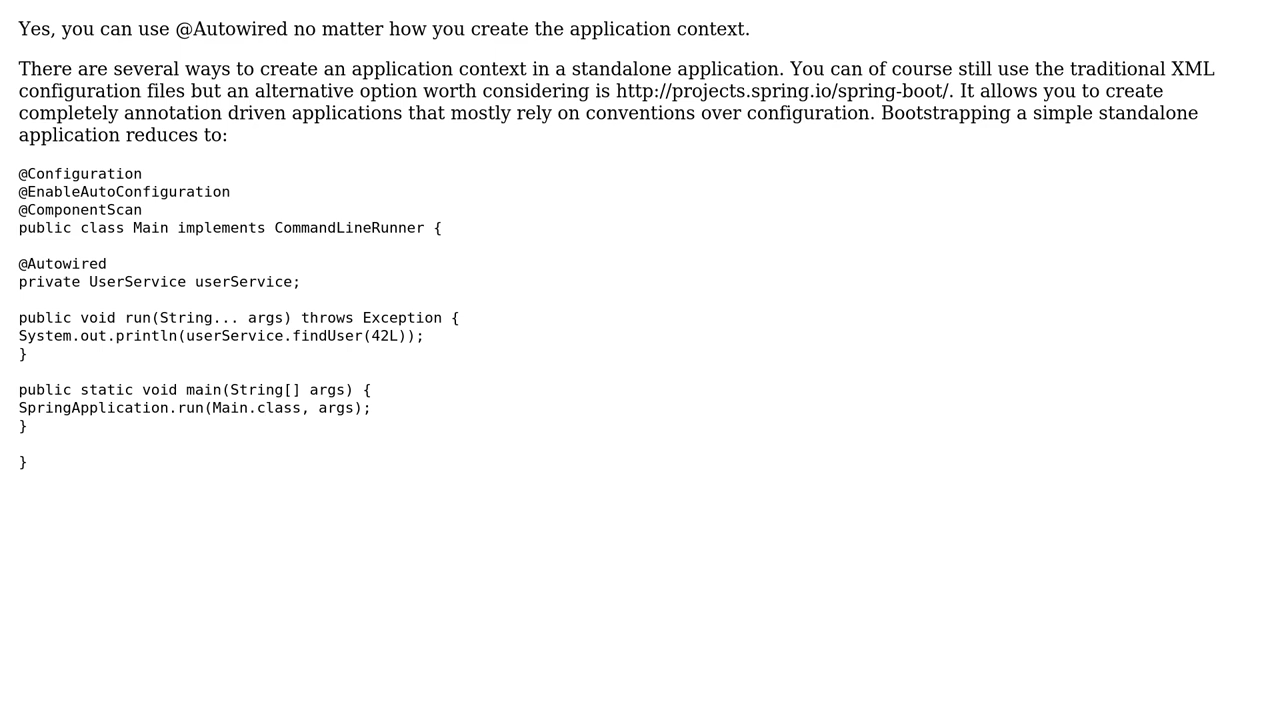 Yes, you can use @Autowired no matter how you create the application context.
There are several ways to create an application context in a standalone application. You can of course still use the traditional XML
configuration files but an alternative option worth considering is http://projects.spring.io/spring-boot/. It allows you to create
completely annotation driven applications that mostly rely on conventions over configuration. Bootstrapping a simple standalone
application reduces to:
@Configuration
@EnableAutoConfiguration
@ComponentScan
public class Main implements CommandLineRunner {
@Autowired
private UserService userService;
public void run(String... args) throws Exception {
System.out.println(userService.findUser(42L));
}
public static void main(String[] args) {
SpringApplication.run(Main.class, args);
}
}